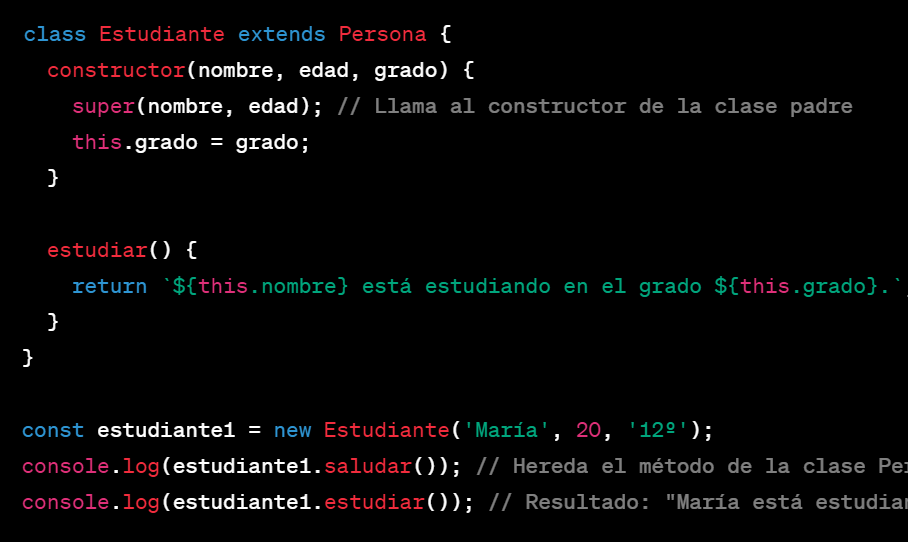 class Estudiante extends Persona {
  constructor(nombre, edad, grado) {
    super(nombre, edad); // Llama al constructor de la clase padre
    this.grado = grado;
  }

  estudiar() {
    return `${this.nombre} está estudiando en el grado ${this.grado}.`
  }
}

const estudiante1 = new Estudiante('María', 20, '12º');
console.log(estudiante1.saludar()); // Hereda el método de la clase
console.log(estudiante1.estudiar()); // Resultado: "María está